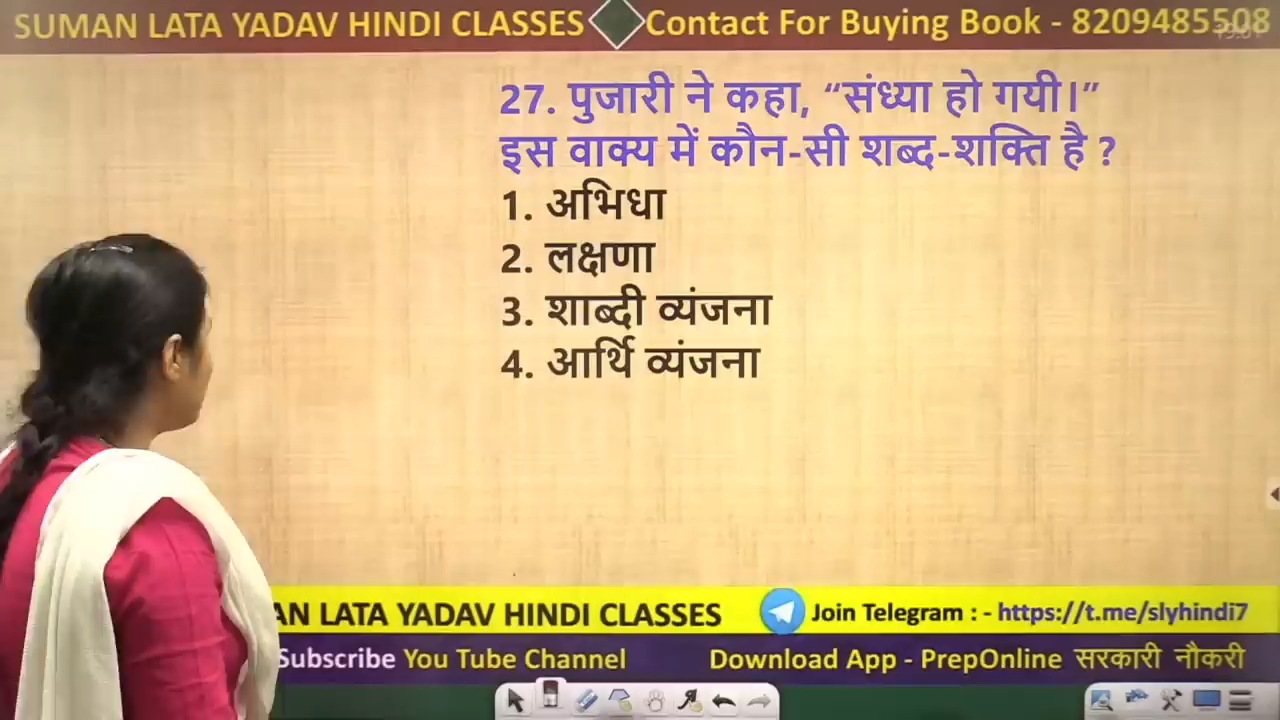 SUMAN LATA YADAV HINDI CLASSES Contact For Buying Book - 8209485508
27. पुजारी ने कहा, “संध्या हो गयी।”
इस वाक्य में कौन-सी शब्द-शक्ति है ?
1. अभिधा
2. लक्षणा
3. शाब्दी व्यंजना
4. आर्थि व्यंजना
AN LATA YADAV HINDI CLASSES Join Telegram : - https://t.me/slyhindi7
Subscribe You Tube Channel Download App - PrepOnline सरकारी नौकरी